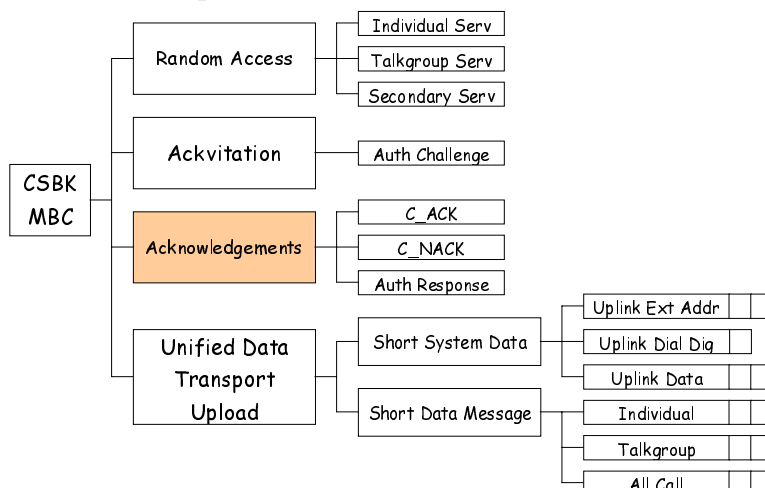 Individual Serv
Random Access
Talkgroup Serv
Secondary Serv
Ackvitation
Auth Challenge
CSBK
MBC
C_ACK
Acknowledgements
C_NACK
Auth Response
Uplink Ext Addr
Unified Data
Transport
Upload
Short System Data
Uplink Dial Dig
Uplink Data
Short Data Message
Individual
Talkgroup
All Call